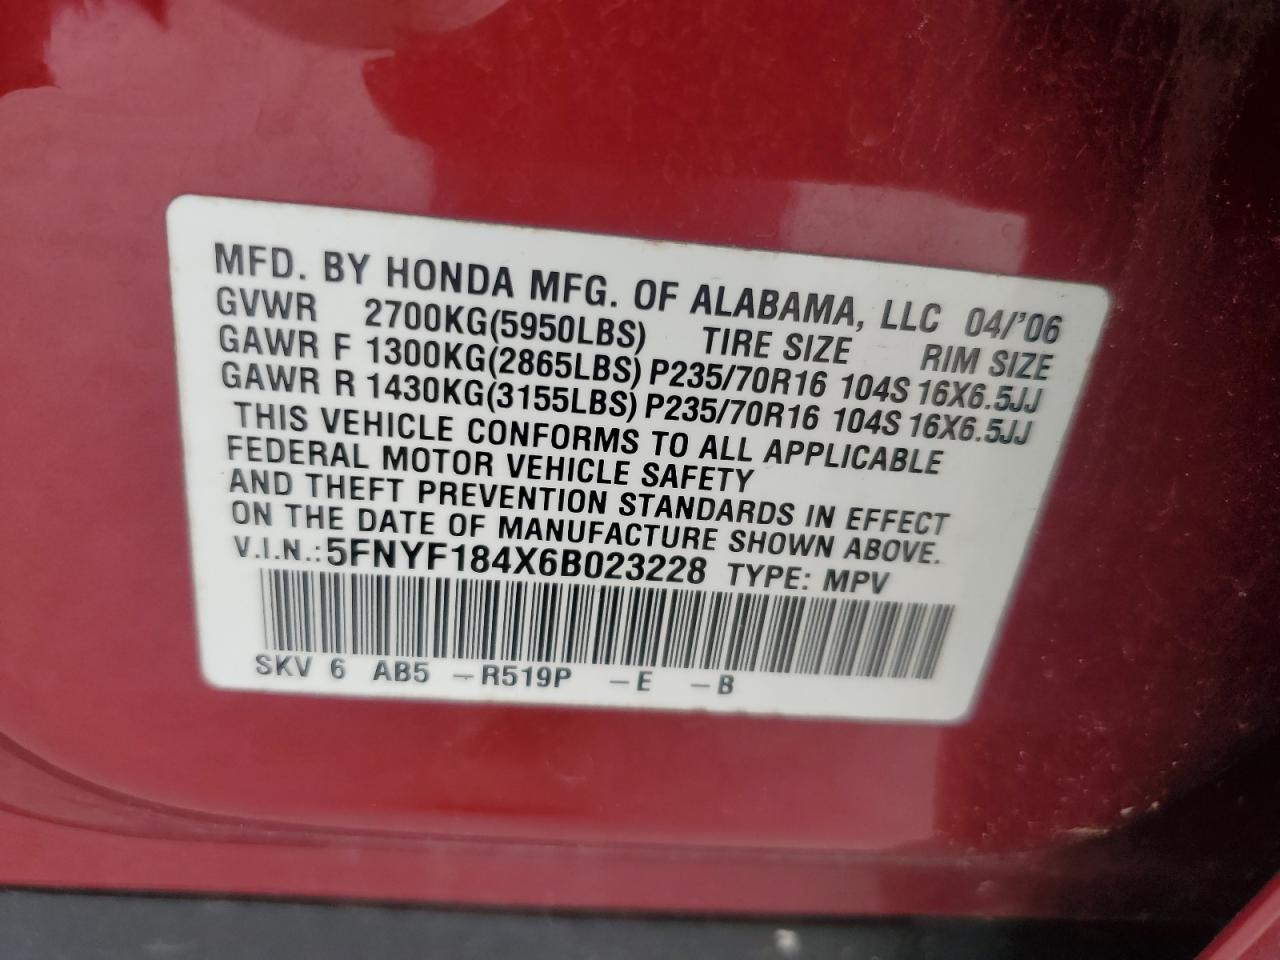 MFD. BY HONDA MFG. OF ALABAMA, LLC 04/'06
GVWR 2700KG(5950LBS) TIRE SIZE RIM SIZE
GAWR F 1300KG(2865LBS) P235/70R16 104S 16X6.5JJ
GAWR R 1430KG(3155LBS) P235/70R16 104S 16X6.5JJ
THIS VEHICLE CONFORMS TO ALL APPLICABLE
FEDERAL MOTOR VEHICLE SAFETY
AND THEFT PREVENTION STANDARDS IN EFFECT
ON THE DATE OF MANUFACTURE SHOWN ABOVE.
V.I.N.: 5FNYF184X6B023228 TYPE: MPV
SKV 6 AB5 –R519P –E –B